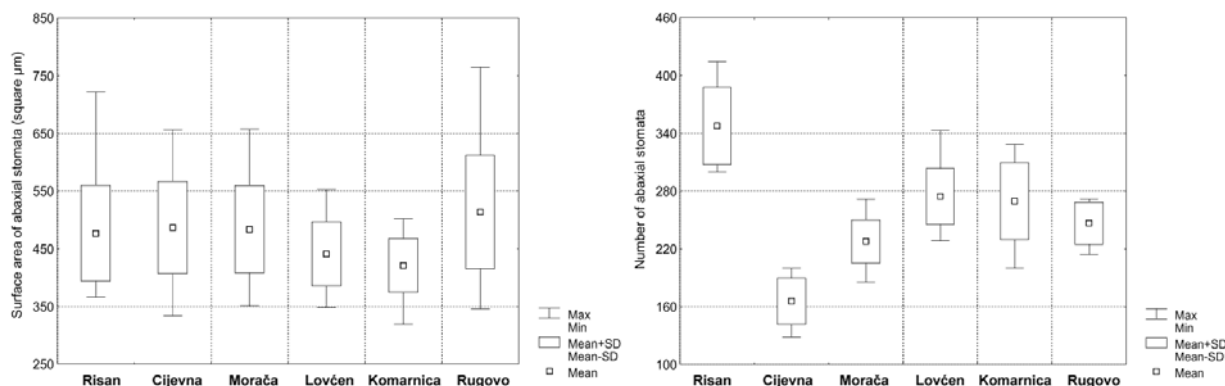 Surface area of abaxial stomata (square µm)
850
750
650
550
450
350
250
Risan Cijevna Morača Lovćen Komarnica Rugovo
Max
Min
Mean+SD
Mean-SD
Mean
Number of abaxial stomata
460
400
340
280
220
160
100
Risan Cijevna Morača Lovćen Komarnica Rugovo
Max
Min
Mean+SD
Mean-SD
Mean